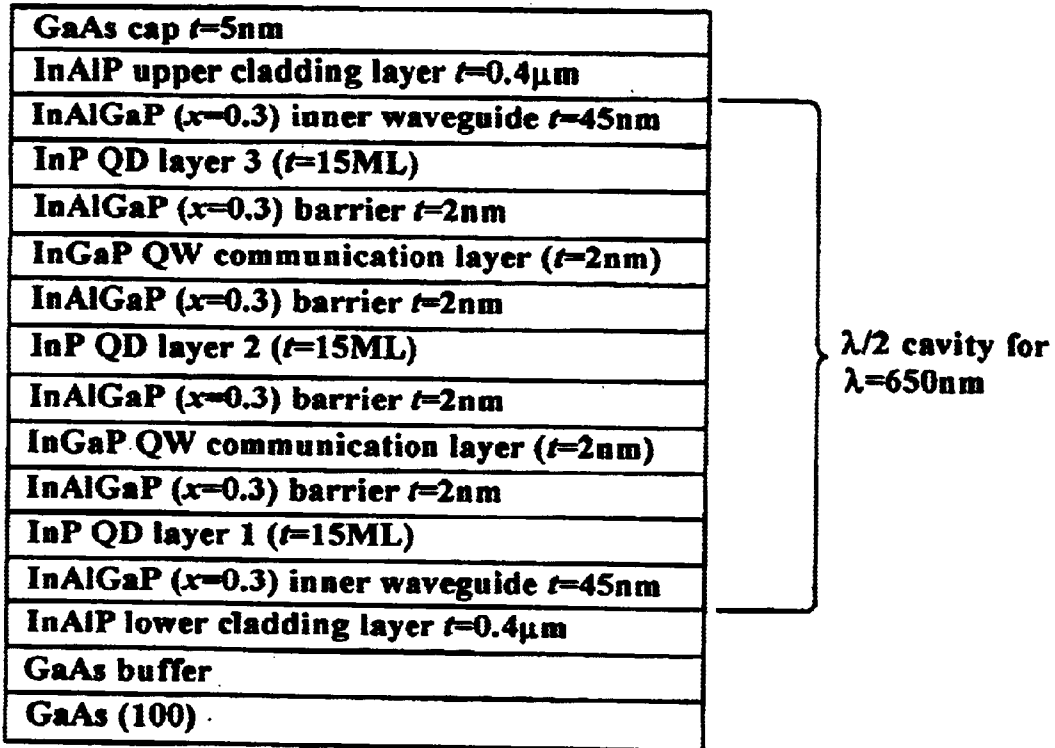 GaAs cap t=5nm
InAlP upper cladding layer t=0.4μm
InAlGaP (x=0.3) inner waveguide t=45nm
InP QD layer 3 (t=15ML)
InAlGaP (x=0.3) barrier t=2nm
InGaP QW communication layer (t=2nm)
InAlGaP (x=0.3) barrier t=2nm
InP QD layer 2 (t=15ML)
InAlGaP (x=0.3) barrier t=2nm
InGaP QW communication layer (t=2nm)
InAlGaP (x=0.3) barrier t=2nm
InP QD layer 1 (t=15ML)
InAlGaP (x=0.3) inner waveguide t=45nm
InAlP lower cladding layer t=0.4μm
GaAs buffer
GaAs (100)
λ/2 cavity for
λ=650nm